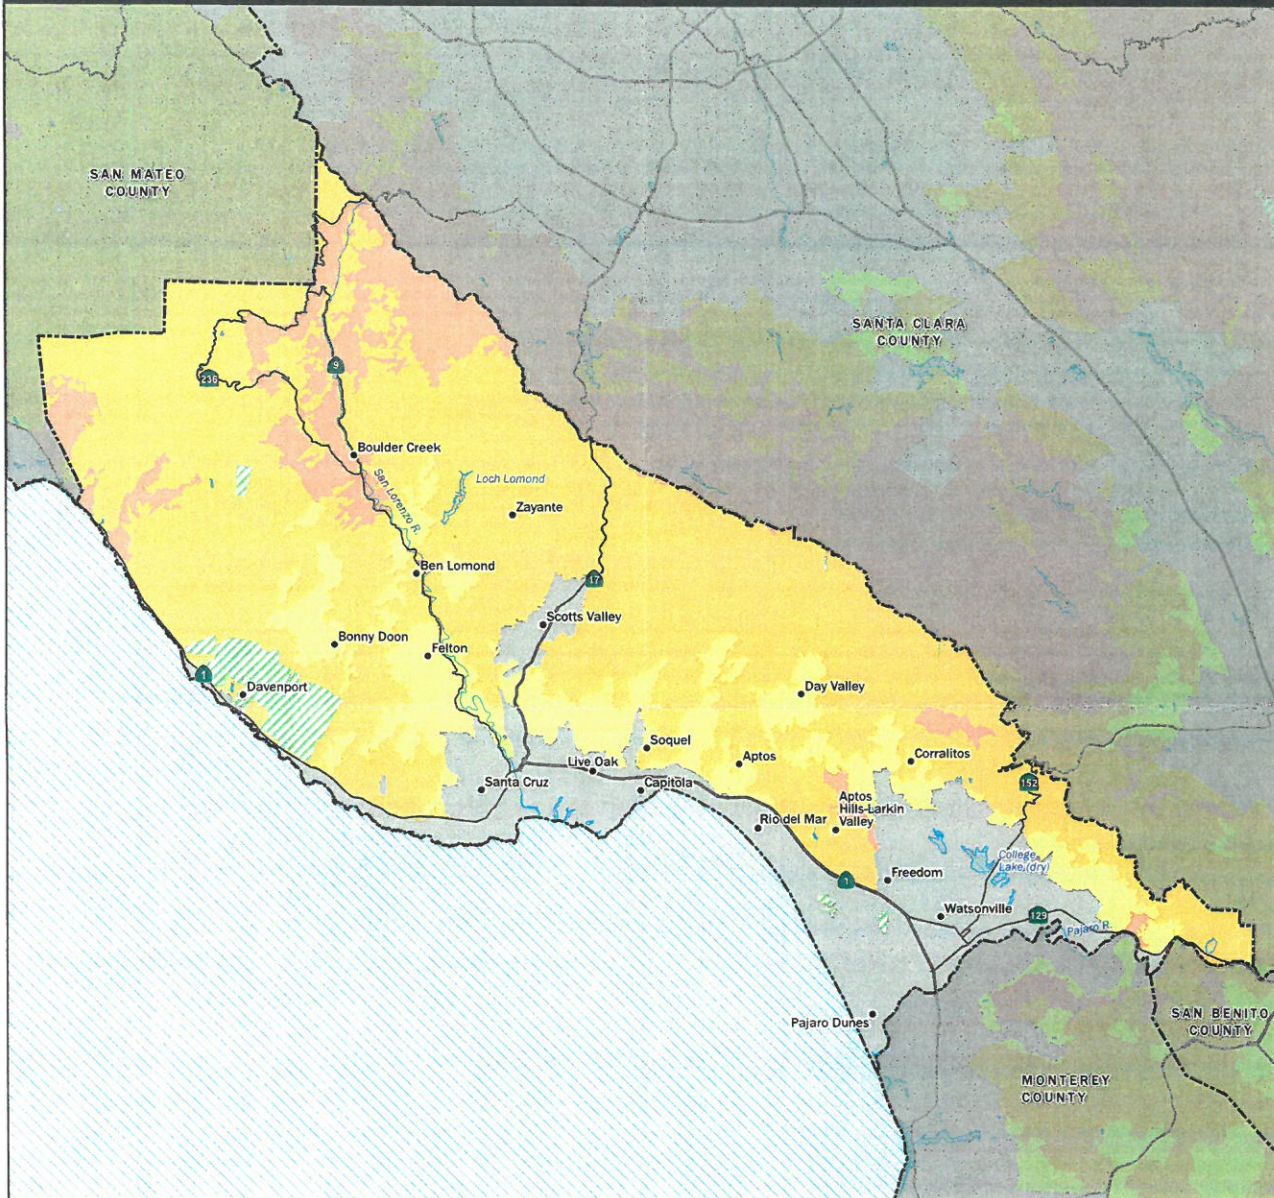 SAN MATEO
COUNTY
SANTA CLARA
COUNTY
9
236
Boulder Creek
San Lorenzo R.
Loch Lomond
Zayante
Ben Lomond
17
Scotts Valley
Bonny Doon
Felton
1
Davenport
Day Valley
Soquel
Live Oak
Aptos
Corralitos
Santa Cruz
Capitola
152
Aptos
Hills-Larkin
Valley
Rio del Mar
College
Lake (dry)
Freedom
1
Watsonville
129
Pajaro R.
Pajaro Dunes
SAN BENITO
COUNTY
MONTEREY
COUNTY